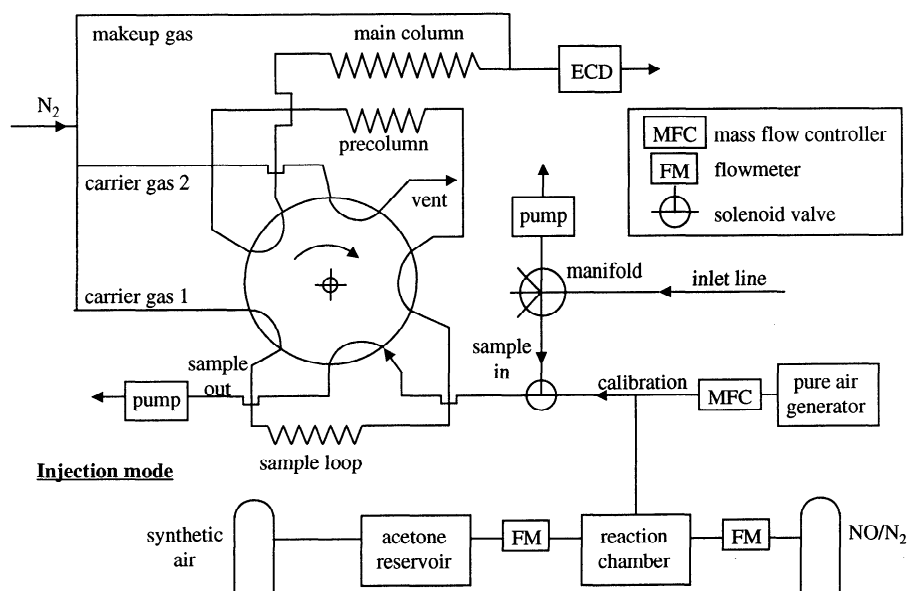 makeup gas
main column
ECD
N2
precolumn
carrier gas 2
vent
carrier gas 1
MFC mass flow controller
FM flowmeter
solenoid valve
pump
manifold
inlet line
sample
in
sample
out
pump
calibration
MFC
pure air
generator
sample loop
Injection mode
synthetic
air
acetone
reservoir
FM
reaction
chamber
FM
NO/N2